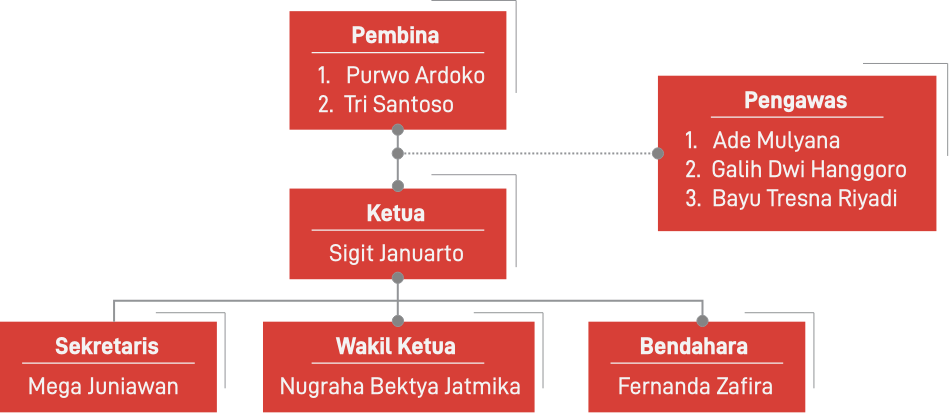 Pembina
1. Purwo Ardoko
2. Tri Santoso
Pengawas
1. Ade Mulyana
2. Galih Dwi Hanggoro
3. Bayu Tresna Riyadi
Ketua
Sigit Januarto
Sekretaris
Mega Juniawan
Wakil Ketua
Nugraha Bektya Jatmika
Bendahara
Fernanda Zafira